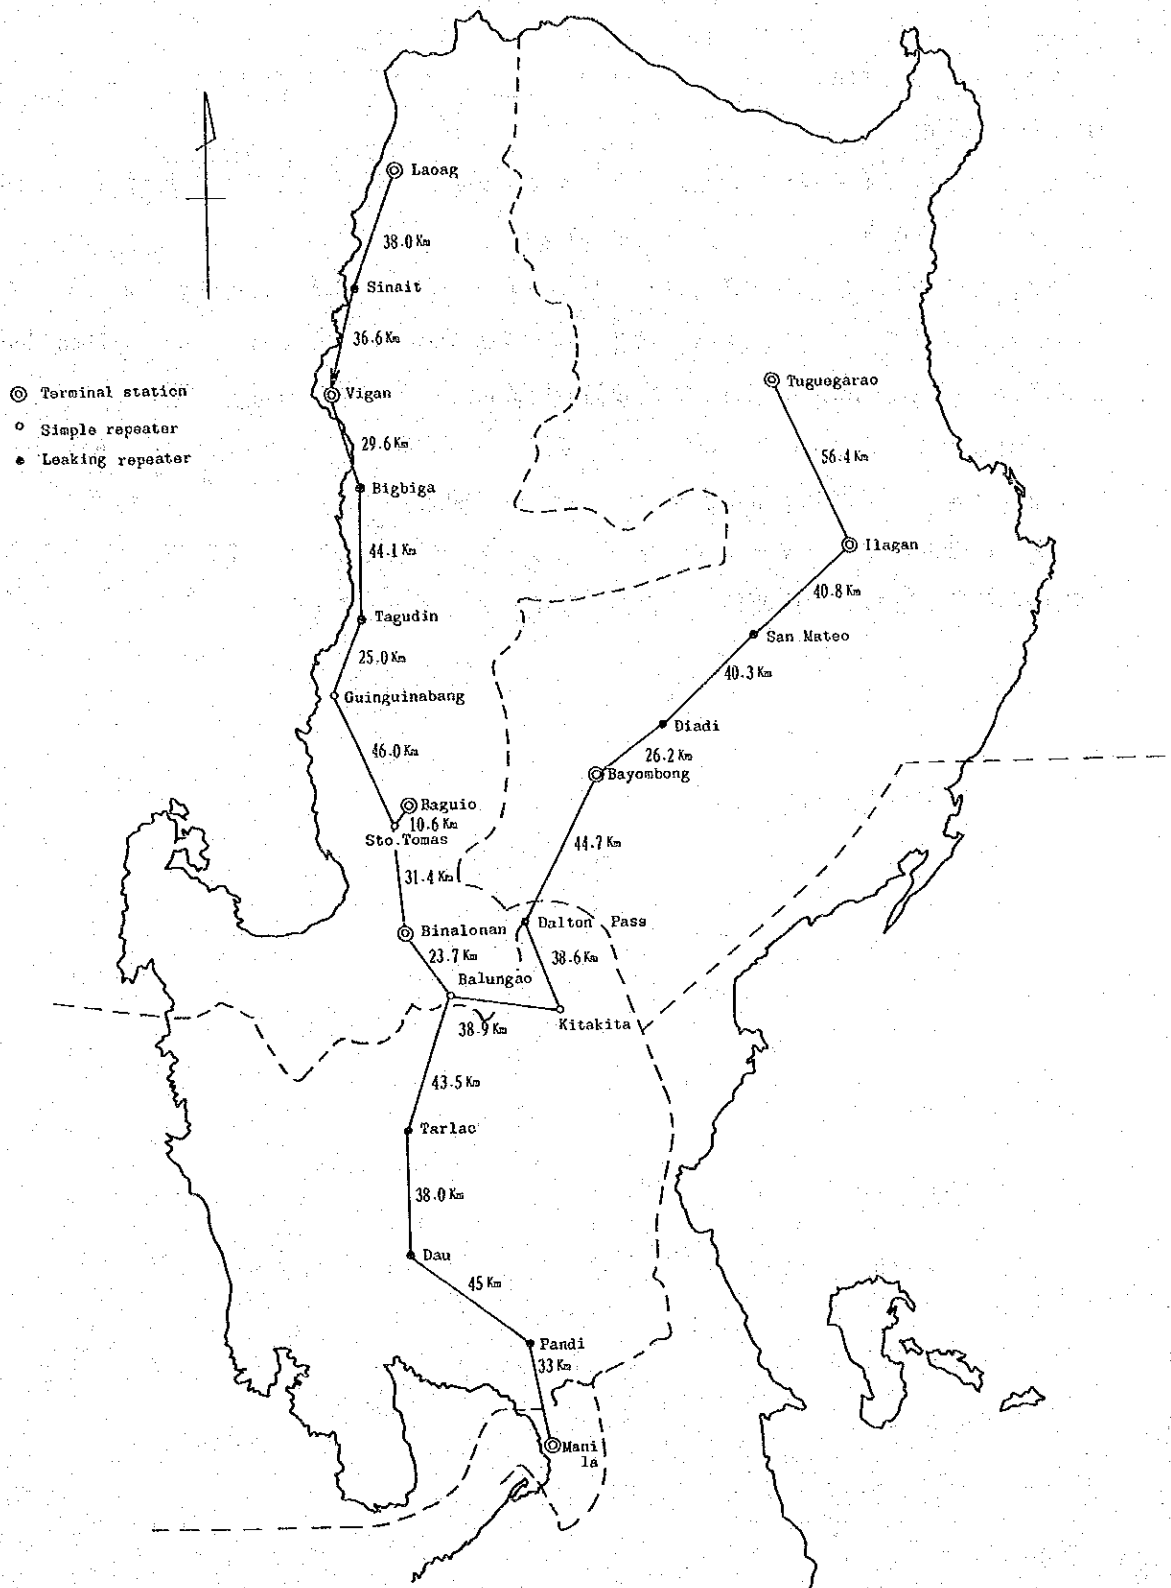 Laoag
38.0 Km
Sinait
36.6 Km
Vigan
Terminal station
Simple repeater
Leaking repeater
29.6 Km
Bigbiga
44.1 Km
Tagudin
25.0 Km
Guinguinabang
46.0 Km
Baguio
10.6 Km
Sto.Tomas
31.4 Km
Binalonan
23.7 Km
Balungao
38.9 Km
Tuguegarao
56.4 Km
Ilagan
40.8 Km
San Mateo
40.3 Km
Diadi
26.2 Km
Bayombong
44.7 Km
Dalton Pass
38.6 Km
Kitakita
43.5 Km
Tarlac
38.0 Km
Dau
45 Km
Pandi
33 Km
Mani
la